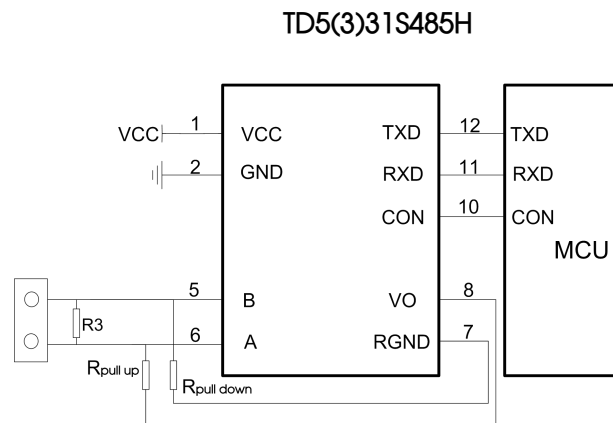 TD5(3)31S485H
VCC 1 VCC TXD 12 TXD
2 GND RXD 11 RXD
CON 10 CON
MCU
5 B VO 8
R3
6 A RGND 7
Rpull up
Rpull down